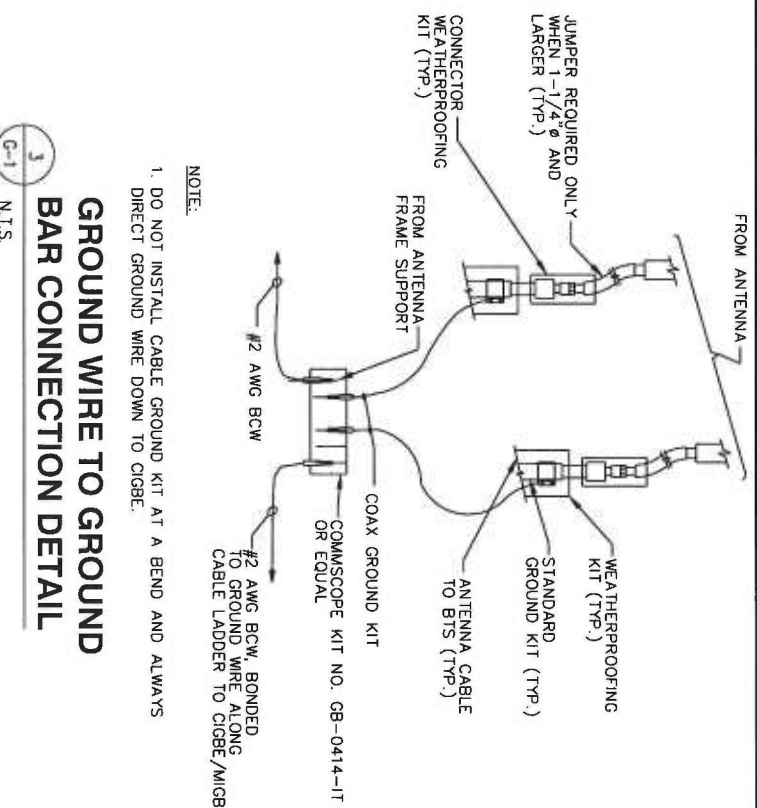 FROM ANTENNA
JUMPER REQUIRED ONLY
WHEN 1-1/4"ø AND
LARGER (TYP.)
CONNECTOR
WEATHERPROOFING
KIT (TYP.)
WEATHERPROOFING
KIT (TYP.)
STANDARD
GROUND KIT (TYP.)
ANTENNA CABLE
TO BTS (TYP.)
FROM ANTENNA
FRAME SUPPORT
COAX GROUND KIT
COMMSCOPE KIT NO. GB-0414-IT
OR EQUAL
#2 AWG BCW
#2 AWG BCW, BONDED
TO GROUND WIRE ALONG
CABLE LADDER TO CIGBE/MIGB
NOTE:
1. DO NOT INSTALL CABLE GROUND KIT AT A BEND AND ALWAYS
DIRECT GROUND WIRE DOWN TO CIGBE.
3
G-1
GROUND WIRE TO GROUND
BAR CONNECTION DETAIL
N.T.S.